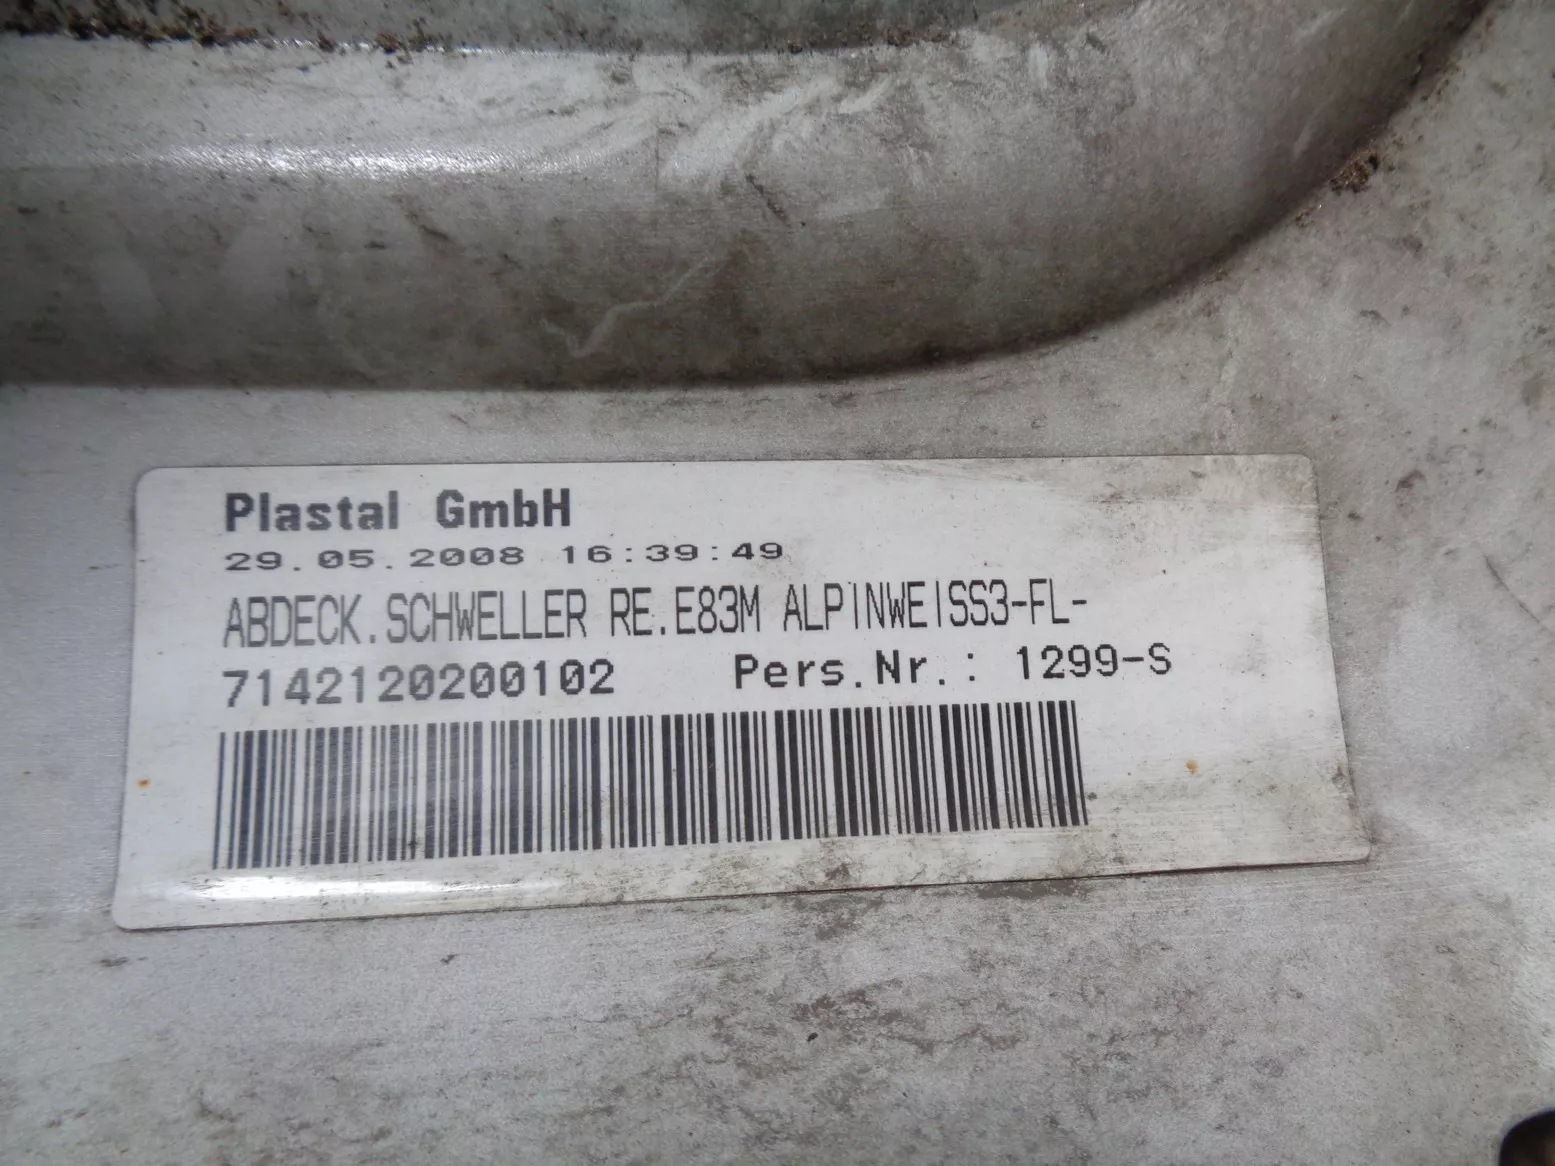 Plastal GmbH
29.05.2008 16:39:49
ABDECK.SCHWELLER RE.E83M ALPINWEISS3-FL-
7142120200102 Pers.Nr.: 1299-S